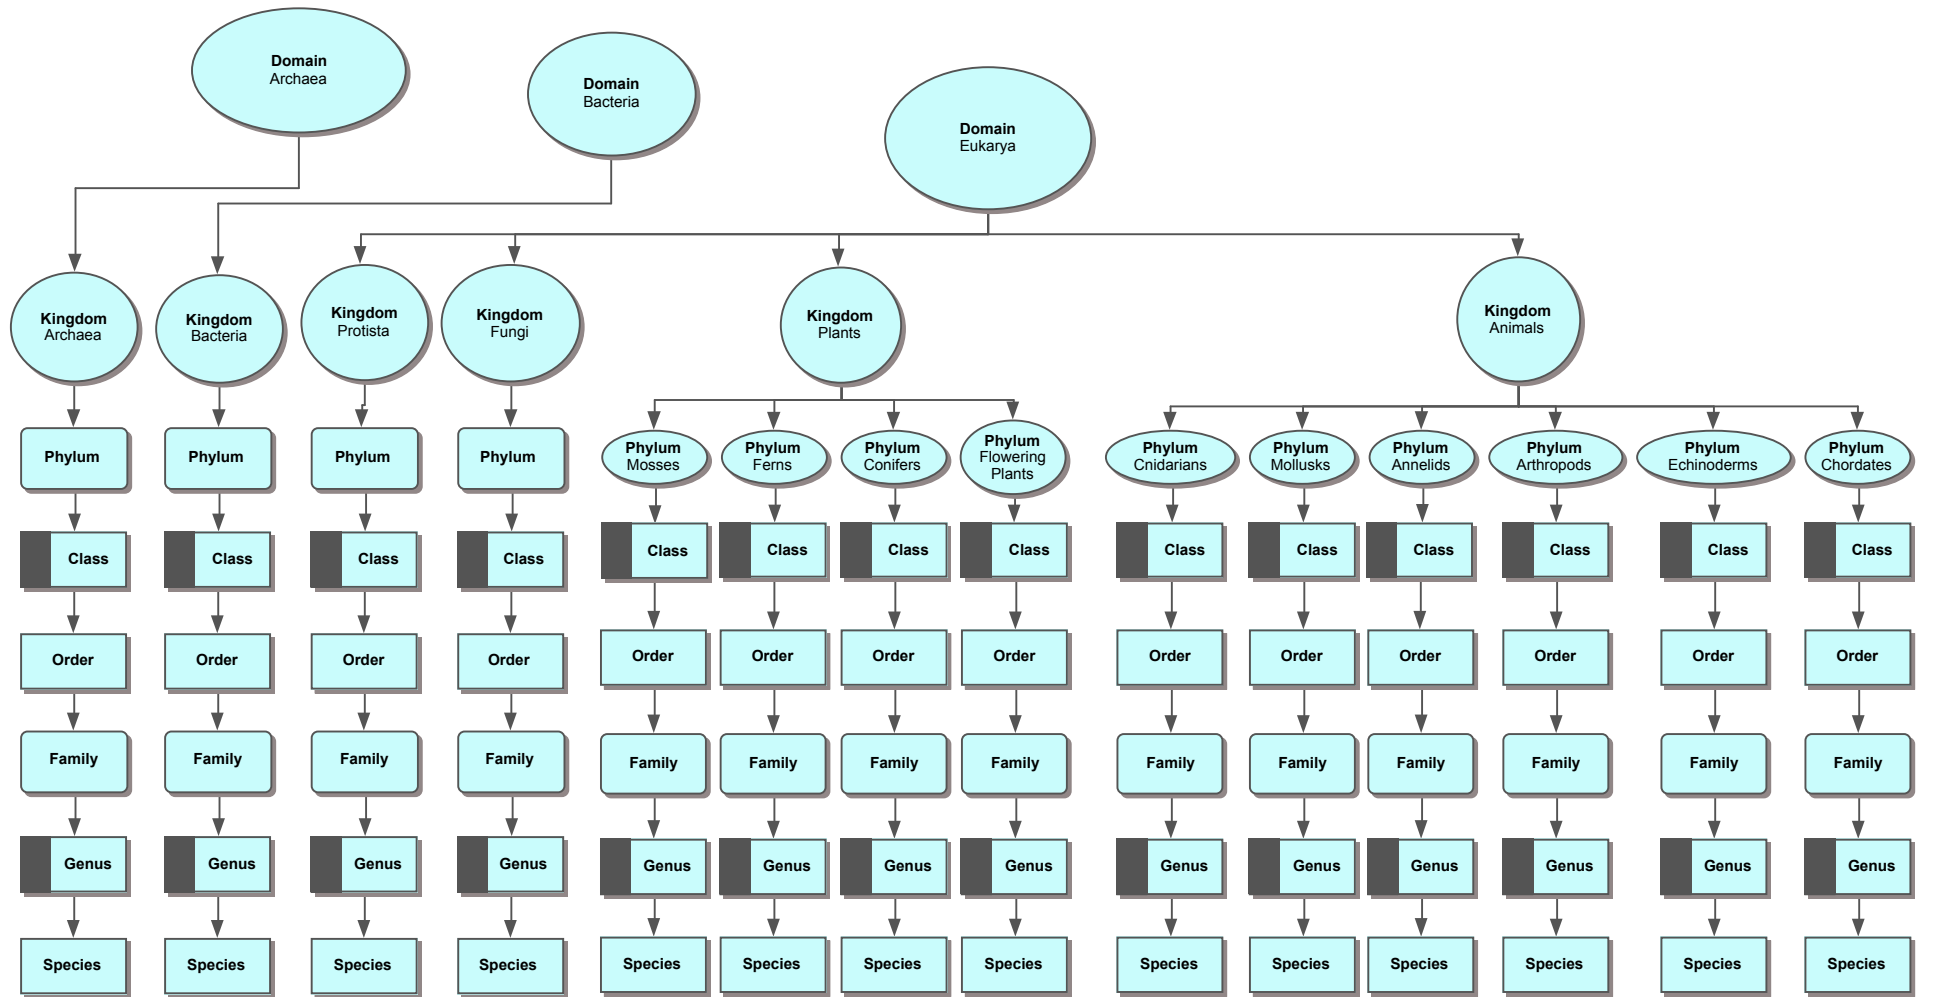 Domain
Archaea
Domain
Bacteria
Domain
Eukarya
Kingdom
Archaea
Kingdom
Bacteria
Kingdom
Protista
Kingdom
Fungi
Kingdom
Plants
Kingdom
Animals
Phylum
Phylum
Phylum
Phylum
Phylum
Mosses
Phylum
Ferns
Phylum
Conifers
Phylum
Flowering
Plants
Phylum
Cnidarians
Phylum
Mollusks
Phylum
Annelids
Phylum
Arthropods
Phylum
Echinoderms
Phylum
Chordates
Class
Class
Class
Class
Class
Class
Class
Class
Class
Class
Class
Class
Class
Class
Order
Order
Order
Order
Order
Order
Order
Order
Order
Order
Order
Order
Order
Order
Family
Family
Family
Family
Family
Family
Family
Family
Family
Family
Family
Family
Family
Family
Genus
Genus
Genus
Genus
Genus
Genus
Genus
Genus
Genus
Genus
Genus
Genus
Genus
Genus
Species
Species
Species
Species
Species
Species
Species
Species
Species
Species
Species
Species
Species
Species